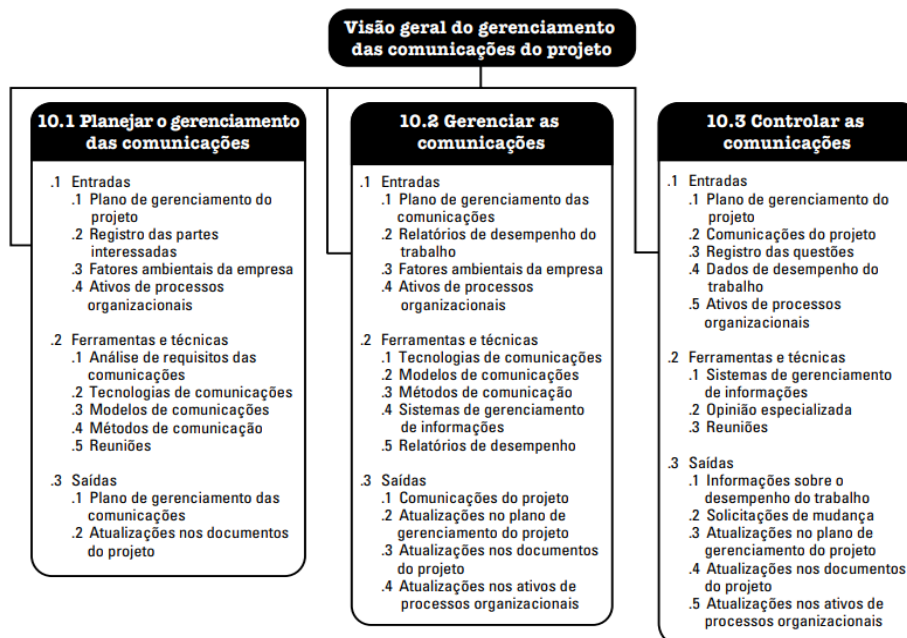 Visão geral do gerenciamento
das comunicações do projeto
10.1 Planejar o gerenciamento
das comunicações
.1 Entradas
.1 Plano de gerenciamento do
projeto
.2 Registro das partes
interessadas
.3 Fatores ambientais da empresa
.4 Ativos de processos
organizacionais
.2 Ferramentas e técnicas
.1 Análise de requisitos das
comunicações
.2 Tecnologias de comunicações
.3 Modelos de comunicações
.4 Métodos de comunicação
.5 Reuniões
.3 Saídas
.1 Plano de gerenciamento das
comunicações
.2 Atualizações nos documentos
do projeto
10.2 Gerenciar as
comunicações
.1 Entradas
.1 Plano de gerenciamento das
comunicações
.2 Relatórios de desempenho do
trabalho
.3 Fatores ambientais da empresa
.4 Ativos de processos
organizacionais
.2 Ferramentas e técnicas
.1 Tecnologias de comunicações
.2 Modelos de comunicações
.3 Métodos de comunicação
.4 Sistemas de gerenciamento
de informações
.5 Relatórios de desempenho
.3 Saídas
.1 Comunicações do projeto
.2 Atualizações no plano de
gerenciamento do projeto
.3 Atualizações nos documentos
do projeto
.4 Atualizações nos ativos de
processos organizacionais
10.3 Controlar as
comunicações
.1 Entradas
.1 Plano de gerenciamento do
projeto
.2 Comunicações do projeto
.3 Registro das questões
.4 Dados de desempenho do
trabalho
.5 Ativos de processos
organizacionais
.2 Ferramentas e técnicas
.1 Sistemas de gerenciamento
de informações
.2 Opinião especializada
.3 Reuniões
.3 Saídas
.1 Informações sobre o
desempenho do trabalho
.2 Solicitações de mudança
.3 Atualizações no plano de
gerenciamento do projeto
.4 Atualizações nos documentos
do projeto
.5 Atualizações nos ativos de
processos organizacionais